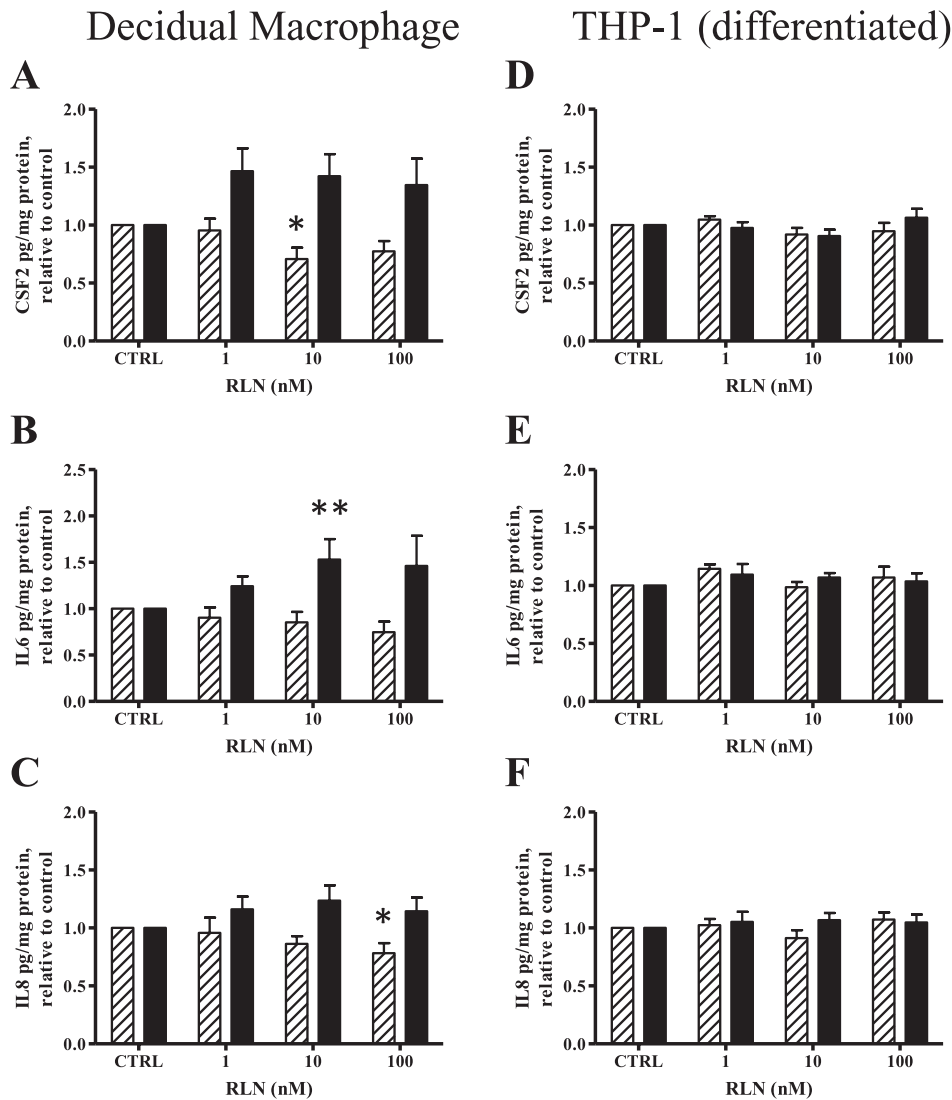 Decidual Macrophage
THP-1 (differentiated)
A
CSF2 pg/mg protein,
relative to control
2.0
1.5
1.0
0.5
0.0
CTRL 1 10 100
RLN (nM)
*
D
CSF2 pg/mg protein,
relative to control
2.0
1.5
1.0
0.5
0.0
CTRL 1 10 100
RLN (nM)
B
IL6 pg/mg protein,
relative to control
2.5
2.0
1.5
1.0
0.5
0.0
CTRL 1 10 100
RLN (nM)
**
E
IL6 pg/mg protein,
relative to control
2.0
1.5
1.0
0.5
0.0
CTRL 1 10 100
RLN (nM)
C
IL8 pg/mg protein,
relative to control
2.0
1.5
1.0
0.5
0.0
CTRL 1 10 100
RLN (nM)
*
F
IL8 pg/mg protein,
relative to control
2.0
1.5
1.0
0.5
0.0
CTRL 1 10 100
RLN (nM)